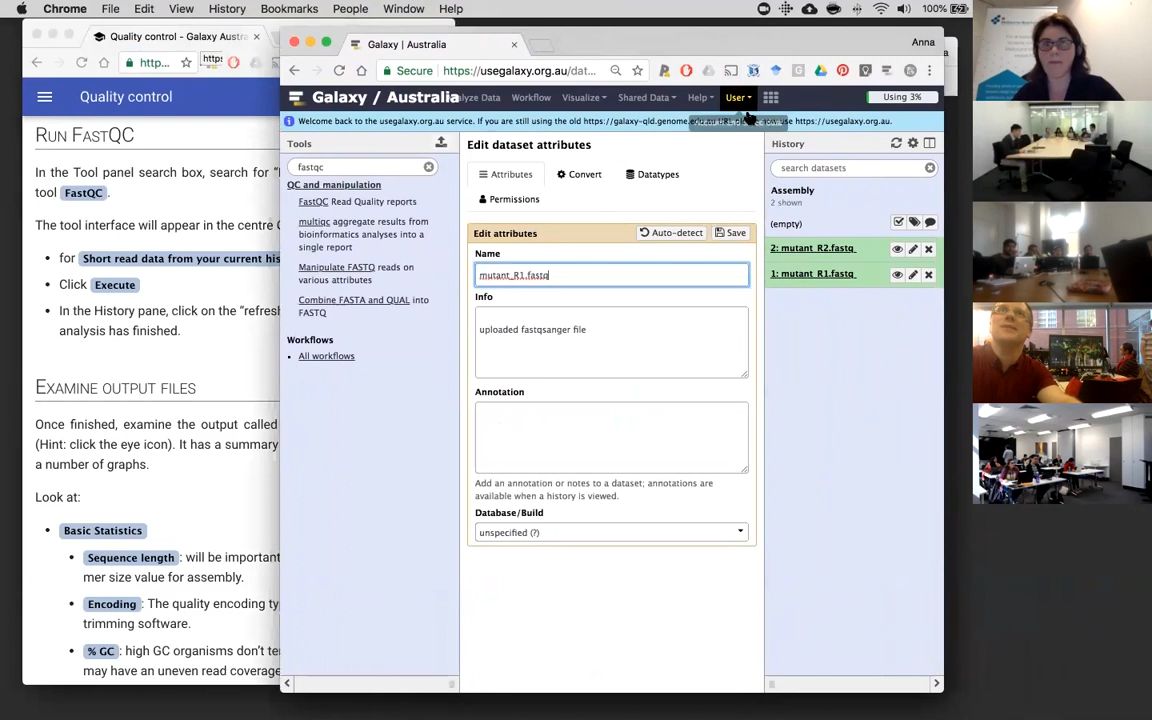 Chrome File Edit View History Bookmarks People Window Help 100%
Quality control - Galaxy Austra
https
https
Quality control
RUN FASTQC
In the Tool panel search box, search for
tool FastQC .
The tool interface will appear in the centre
for Short read data from your current his
Click Execute
In the History pane, click on the “refresh
analysis has finished.
EXAMINE OUTPUT FILES
Once finished, examine the output called
(Hint: click the eye icon). It has a summary
a number of graphs.
Look at:
Basic Statistics
Sequence length : will be important
mer size value for assembly.
Encoding : The quality encoding ty
trimming software.
% GC : high GC organisms don’t te
may have an uneven read coverage
Galaxy | Australia
Anna
Secure https://usegalaxy.org.au/dat...
Galaxy / Australia
alyze Data Workflow Visualize Shared Data Help User Using 3%
Welcome back to the usegalaxy.org.au service. If you are still using the old https://galaxy-qld.genome.edu.au URL please now use https://usegalaxy.org.au.
Tools
fastqc
QC and manipulation
FastQC Read Quality reports
multiqc aggregate results from
bioinformatics analyses into a
single report
Manipulate FASTQ reads on
various attributes
Combine FASTA and QUAL into
FASTQ
Workflows
All workflows
Edit dataset attributes
Attributes Convert Datatypes
Permissions
Edit attributes Auto-detect Save
Name
mutant_R1.fastq
Info
uploaded fastqsanger file
Annotation
Add an annotation or notes to a dataset; annotations are
available when a history is viewed.
Database/Build
unspecified (?)
History
search datasets
Assembly
2 shown
(empty)
2: mutant_R2.fastq
1: mutant_R1.fastq